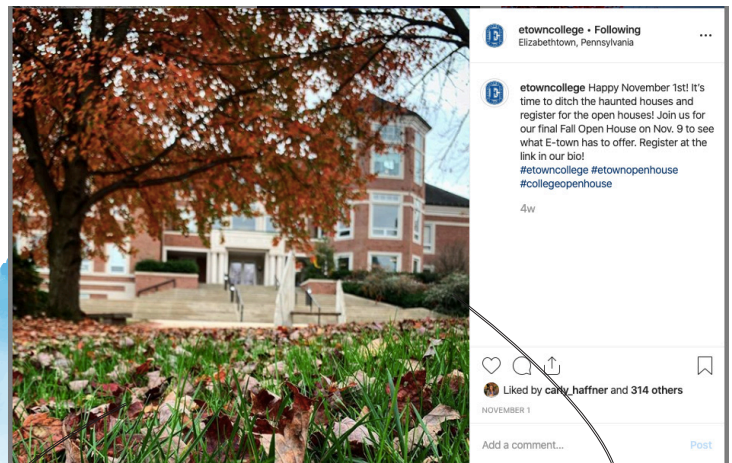 etowncollege • Following
Elizabethtown, Pennsylvania
etowncollege Happy November 1st! It's
time to ditch the haunted houses and
register for the open houses! Join us for
our final Fall Open House on Nov. 9 to see
what E-town has to offer. Register at the
link in our bio!
#etowncollege #etownopenhouse
#collegeopenhouse
4w
Liked by carly_haffner and 314 others
NOVEMBER 1
Add a comment...
Post